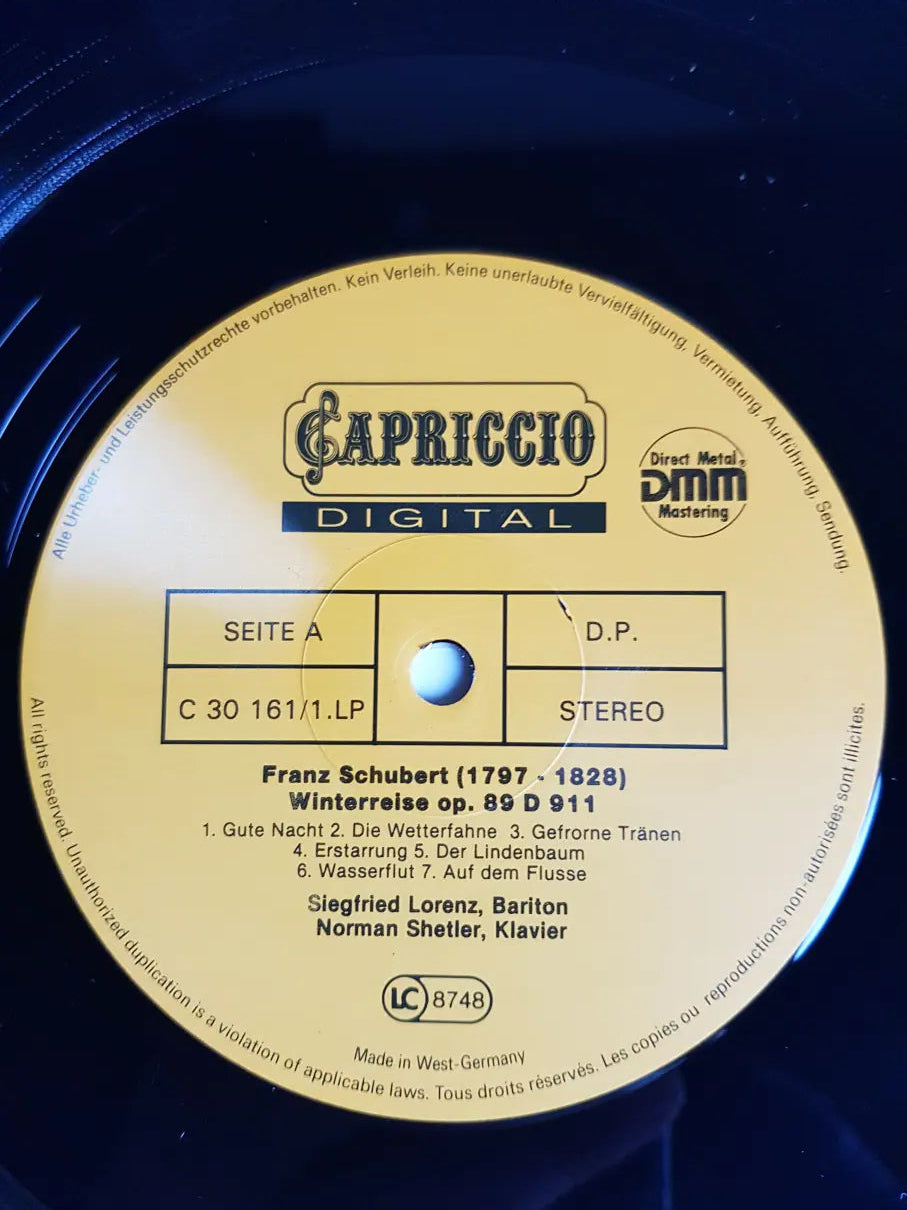 Alle Urheber- und Leistungsschutzrechte vorbehalten. Kein Verleih. Keine unerlaubte Vervielfältigung, Vermietung, Aufführung, Sendung.
CAPRICCIO
DIGITAL
Direct Metal
DMM
Mastering
SEITE A
D.P.
C 30 161/1.LP
STEREO
Franz Schubert (1797 - 1828)
Winterreise op. 89 D 911
1. Gute Nacht 2. Die Wetterfahne 3. Gefrorne Tränen
4. Erstarrung 5. Der Lindenbaum
6. Wasserflut 7. Auf dem Flusse
Siegfried Lorenz, Bariton
Norman Shetler, Klavier
LC 8748
Made in West-Germany
All rights reserved. Unauthorized duplication is a violation of applicable laws. Tous droits réservés. Les copies ou reproductions non-autorisées sont illicites.